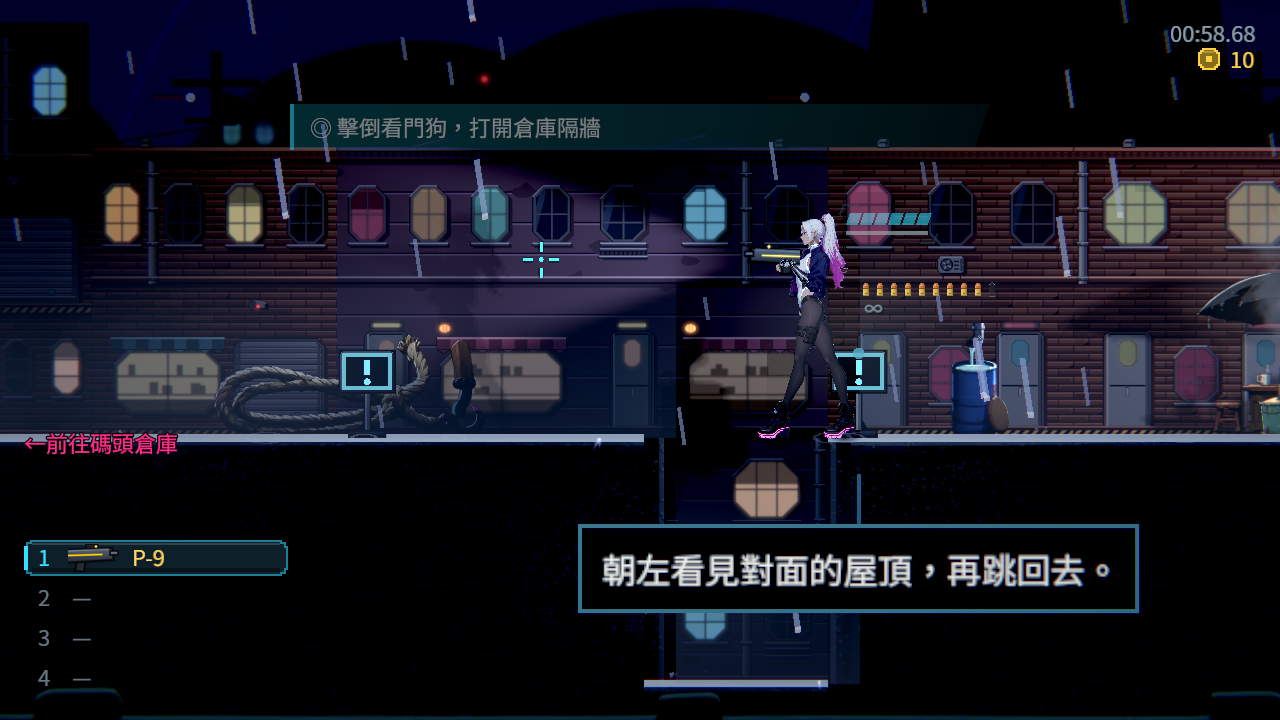 00:58.68
10
◎ 擊倒看門狗，打開倉庫隔牆
∞
!
!
←前往碼頭倉庫
1 P-9
2 —
3 —
4 —
朝左看見對面的屋頂，再跳回去。